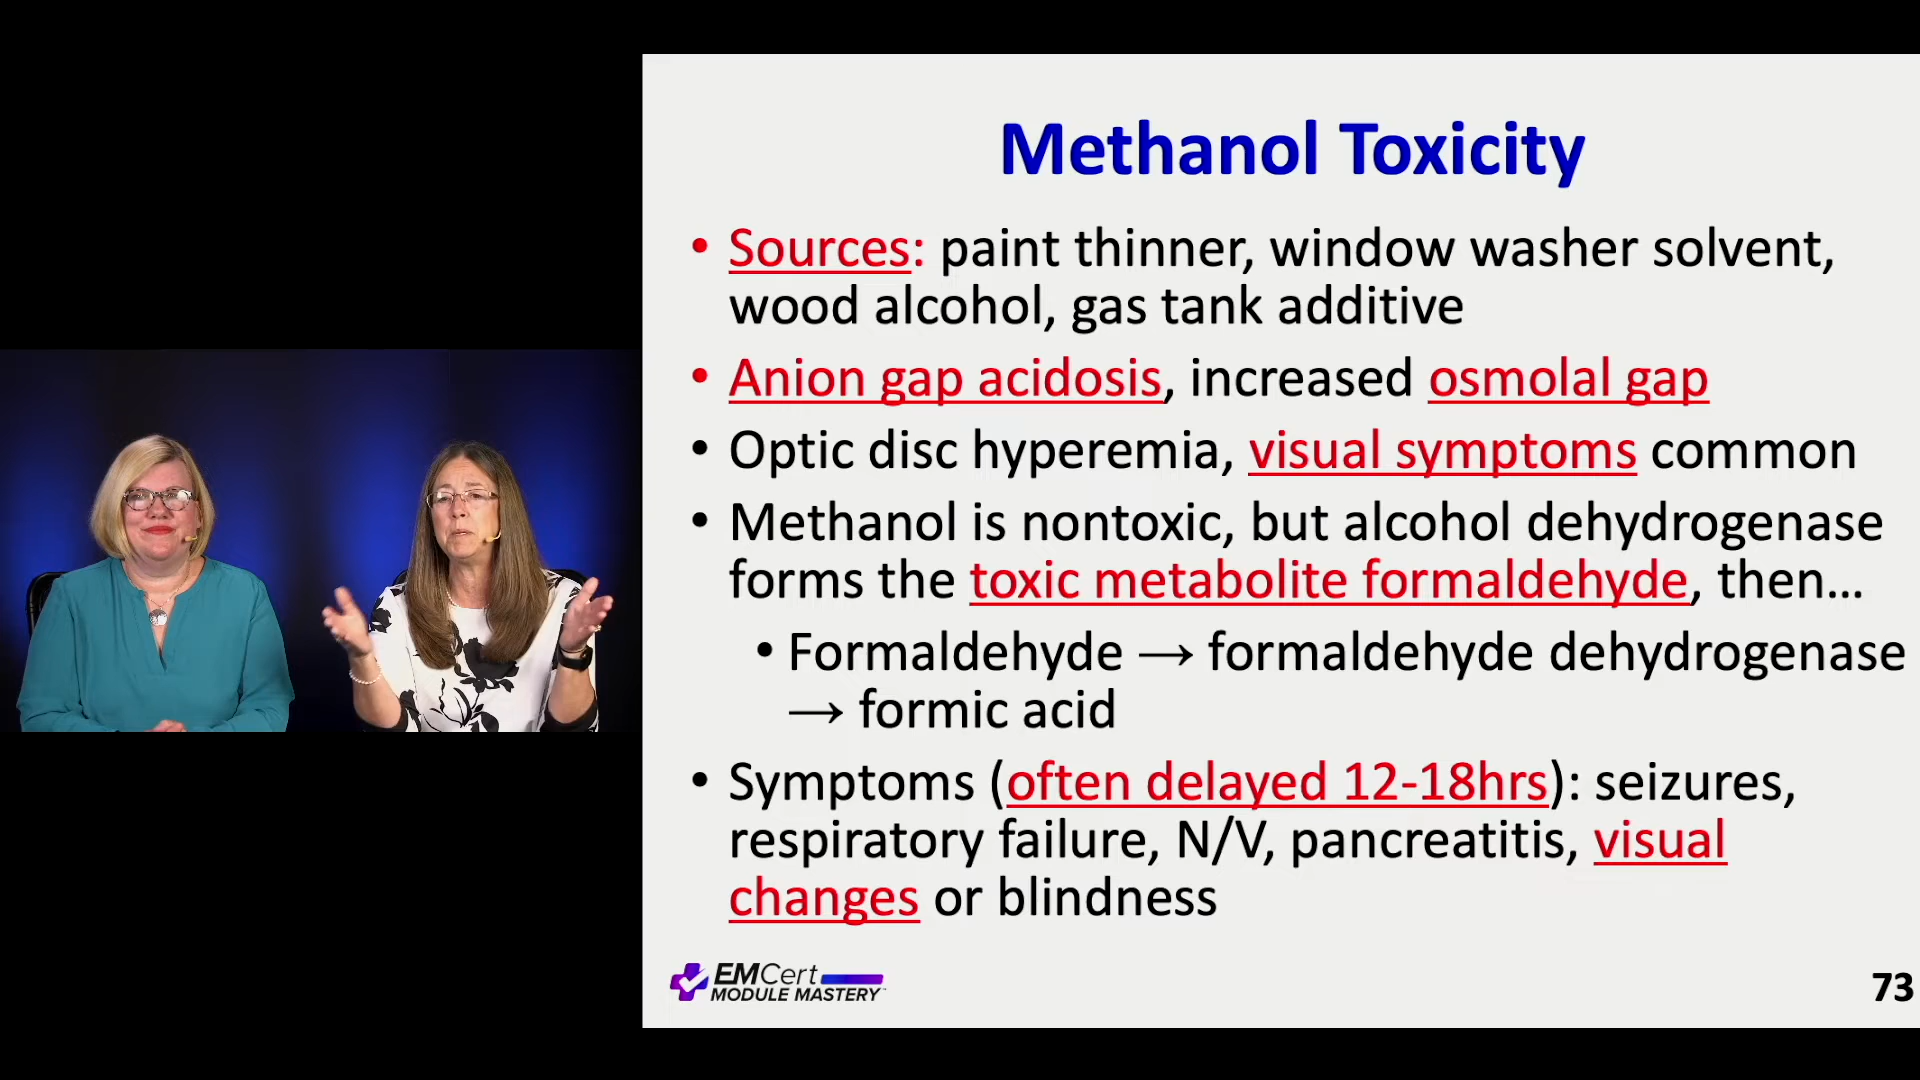 Methanol Toxicity
• Sources: paint thinner, window washer solvent,
wood alcohol, gas tank additive
• Anion gap acidosis, increased osmolal gap
• Optic disc hyperemia, visual symptoms common
• Methanol is nontoxic, but alcohol dehydrogenase
forms the toxic metabolite formaldehyde, then...
• Formaldehyde → formaldehyde dehydrogenase
→ formic acid
• Symptoms (often delayed 12-18hrs): seizures,
respiratory failure, N/V, pancreatitis, visual
changes or blindness
EMCert
MODULE MASTERY™
73